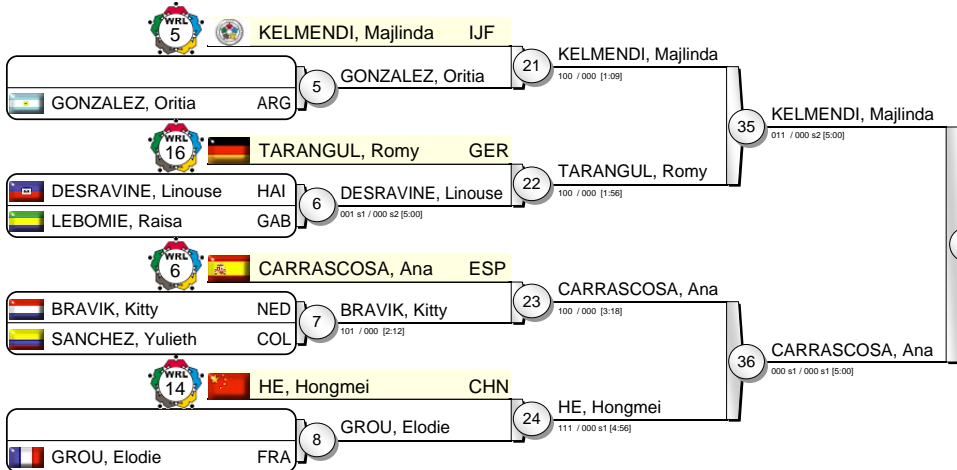 WRL
5
KELMENDI, Majlinda IJF
21
KELMENDI, Majlinda
100 / 000 [1:09]
5
GONZALEZ, Oritia
GONZALEZ, Oritia ARG
35
KELMENDI, Majlinda
011 / 000 s2 [5:00]
WRL
16
TARANGUL, Romy GER
22
TARANGUL, Romy
100 / 000 [1:56]
DESRAVINE, Linouse HAI
6
DESRAVINE, Linouse
001 s1 / 000 s2 [5:00]
LEBOMIE, Raisa GAB
WRL
6
CARRASCOSA, Ana ESP
23
CARRASCOSA, Ana
100 / 000 [3:18]
BRAVIK, Kitty NED
7
BRAVIK, Kitty
101 / 000 [2:12]
SANCHEZ, Yulieth COL
36
CARRASCOSA, Ana
000 s1 / 000 s1 [5:00]
WRL
14
HE, Hongmei CHN
24
HE, Hongmei
111 / 000 s1 [4:56]
8
GROU, Elodie
GROU, Elodie FRA